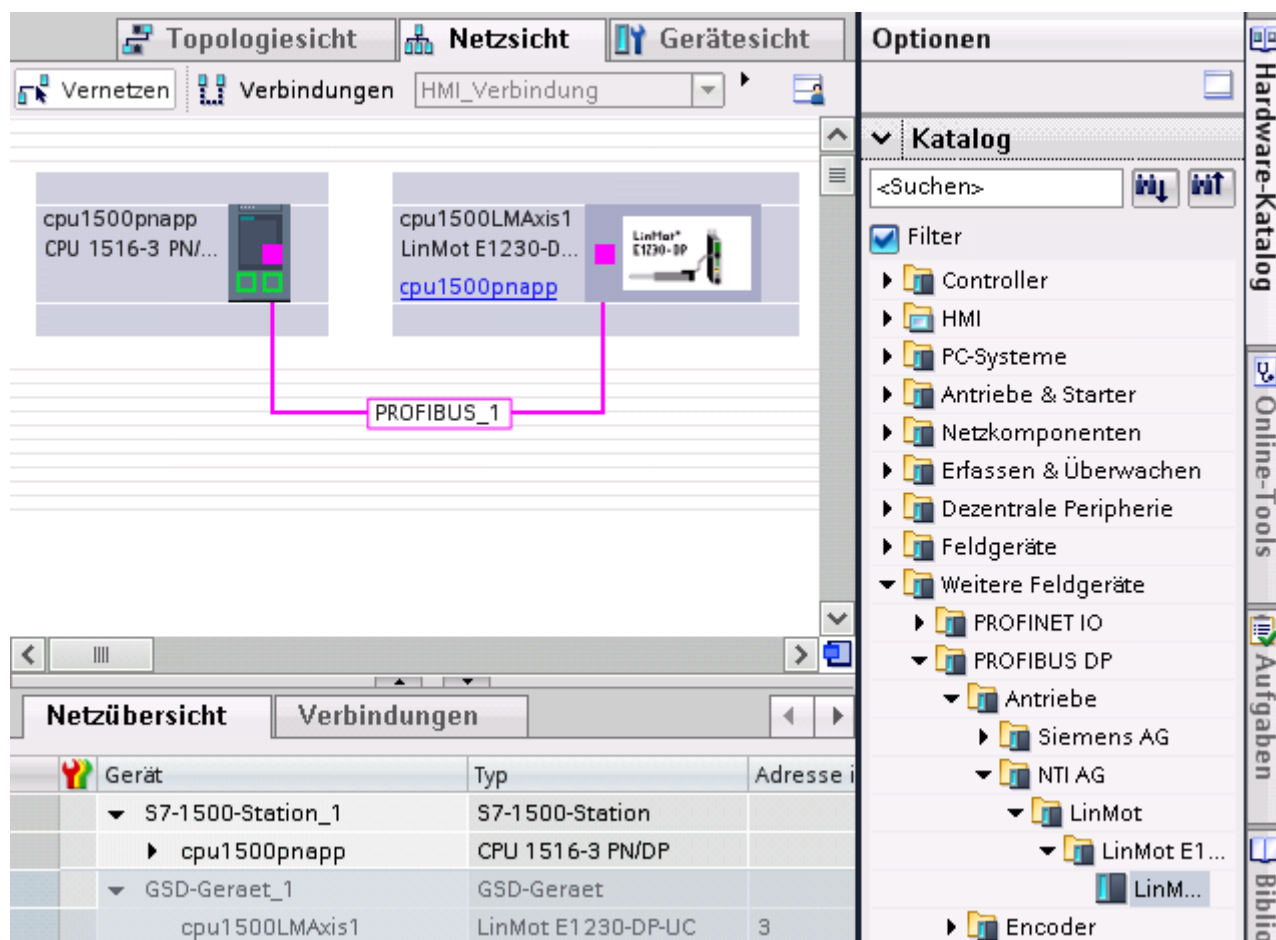 Topologiesicht Netzsicht Gerätesicht
Vernetzen Verbindungen HMI_Verbindung
cpu1500pnapp
CPU 1516-3 PN/...
cpu1500LMAxis1
LinMot E1230-D...
cpu1500pnapp
LinMot®
E1230-DP
PROFIBUS_1
Netzübersicht Verbindungen
Gerät Typ Adresse i
S7-1500-Station_1 S7-1500-Station
cpu1500pnapp CPU 1516-3 PN/DP
GSD-Geraet_1 GSD-Geraet
cpu1500LMAxis1 LinMot E1230-DP-UC 3
Optionen
Katalog
<Suchen>
Filter
Controller
HMI
PC-Systeme
Antriebe & Starter
Netzkomponenten
Erfassen & Überwachen
Dezentrale Peripherie
Feldgeräte
Weitere Feldgeräte
PROFINET IO
PROFIBUS DP
Antriebe
Siemens AG
NTI AG
LinMot
LinMot E1...
LinM...
Encoder
Hardware-Katalog
Online-Tools
Aufgaben
Biblio